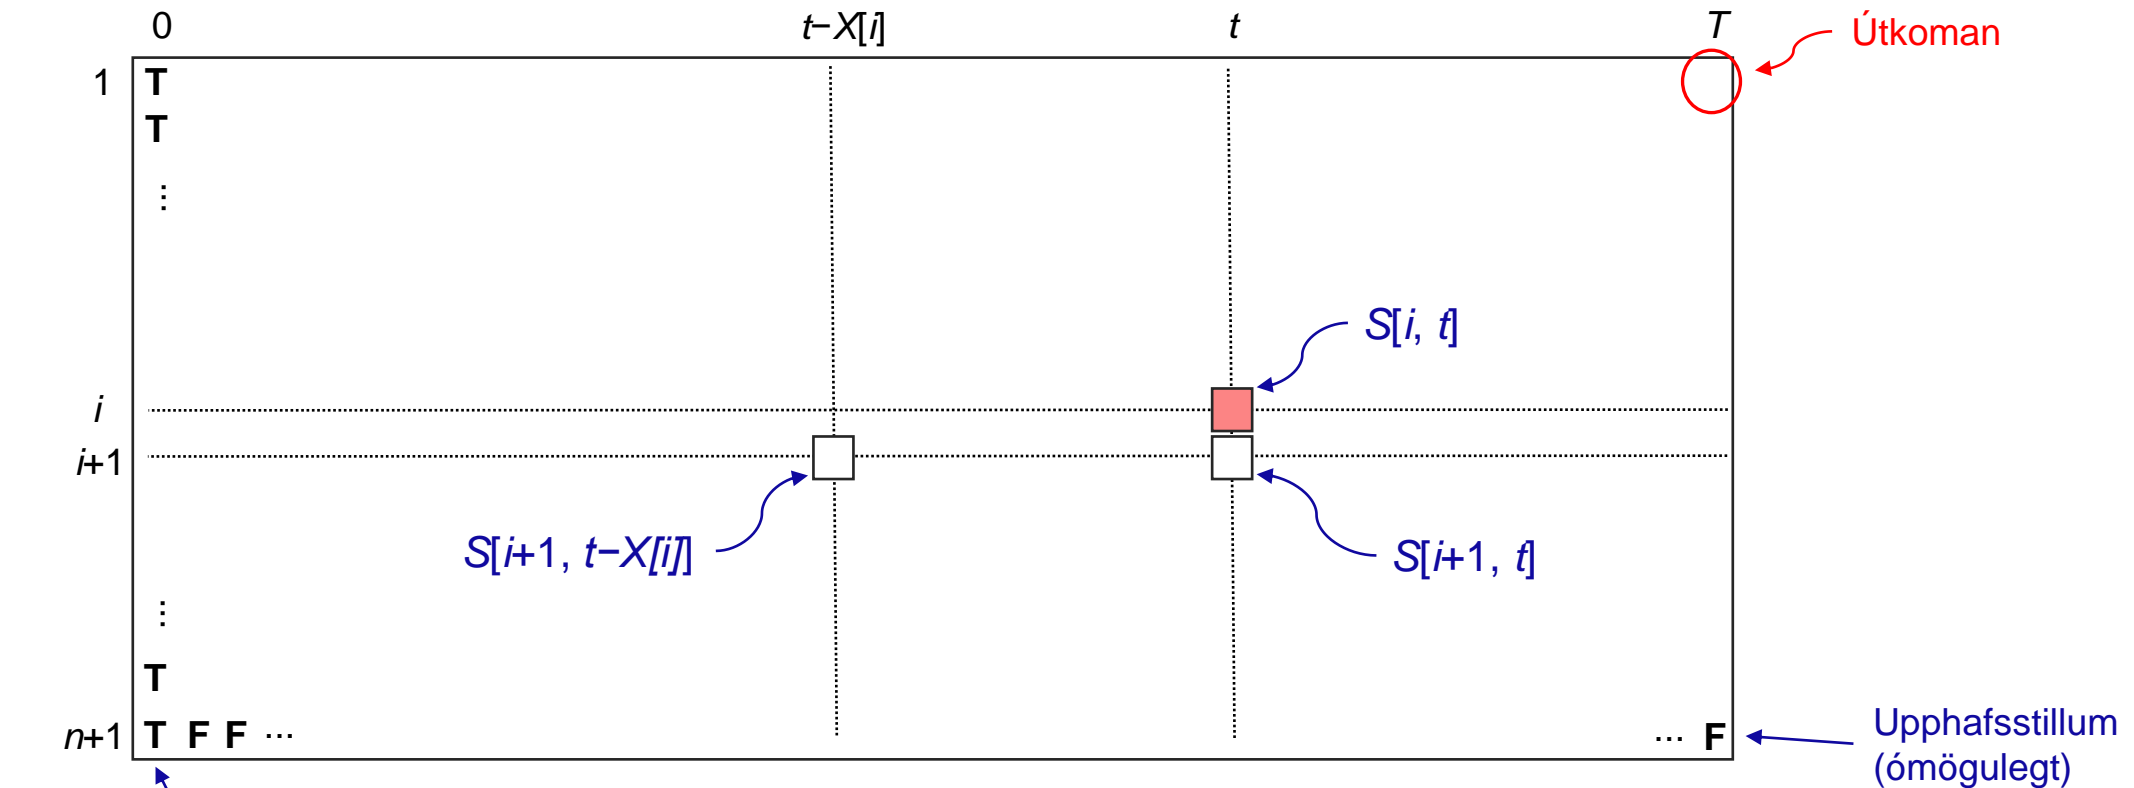 0 t−X[i] t T Útkoman
1 T
T
⋮
S[i, t]
i
i+1
S[i+1, t−X[i]] S[i+1, t]
⋮
T
n+1 T F F ... ... F
Upphafsstillum
(ómögulegt)